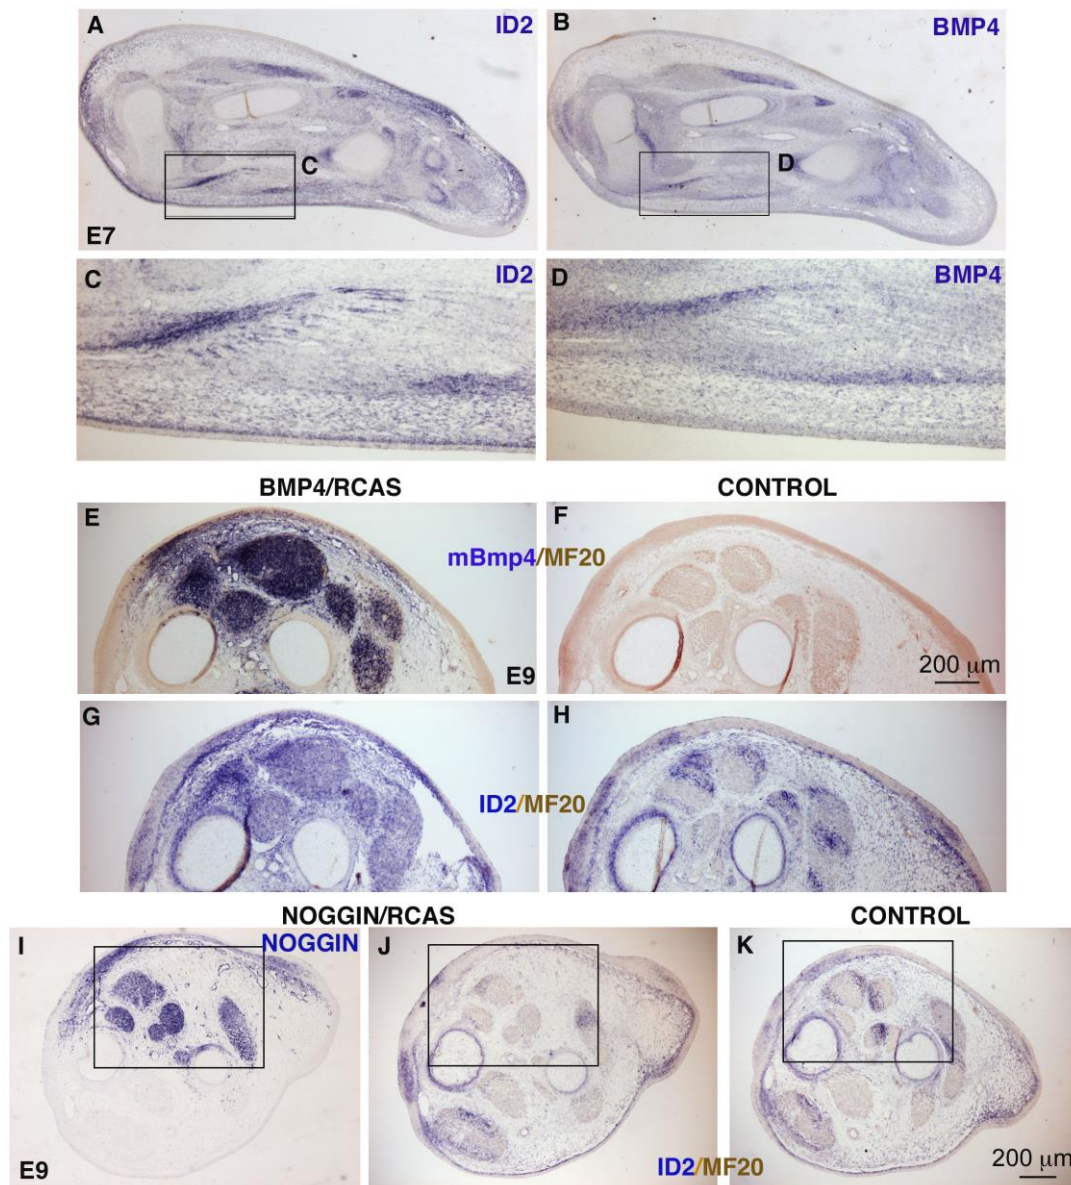 A ID2
B BMP4
C
D
E7
C ID2
D BMP4
BMP4/RCAS CONTROL
E F
mBmp4/MF20
E9 200 μm
G H
ID2/MF20
NOGGIN/RCAS CONTROL
I NOGGIN J K
E9 ID2/MF20 200 μm